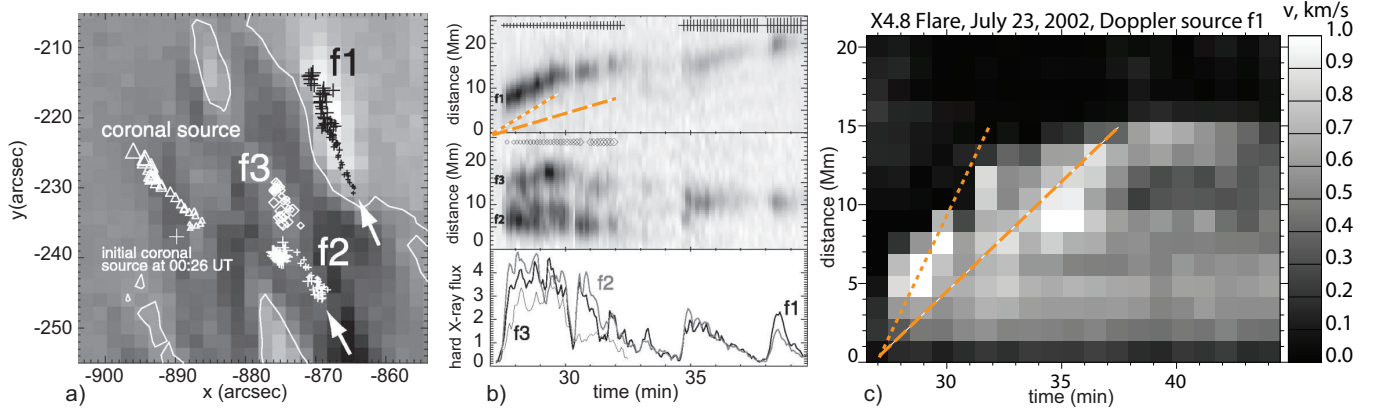 -210
-220
-230
-240
-250
y(arcsec)
f1
coronal source
f3
f2
initial coronal
source at 00:26 UT
-900 -890 -880 -870 -860
x (arcsec)
a)
distance (Mm)
20
10
0
f1
distance (Mm)
20
10
0
f3
f2
hard X-ray flux
4
3
2
1
0
f2
f3
f1
30 35
time (min)
b)
X4.8 Flare, July 23, 2002, Doppler source f1
v, km/s
distance (Mm)
20
15
10
5
0
30 35 40
time (min)
c)
1.0
0.9
0.8
0.7
0.6
0.5
0.4
0.3
0.2
0.1
0.0